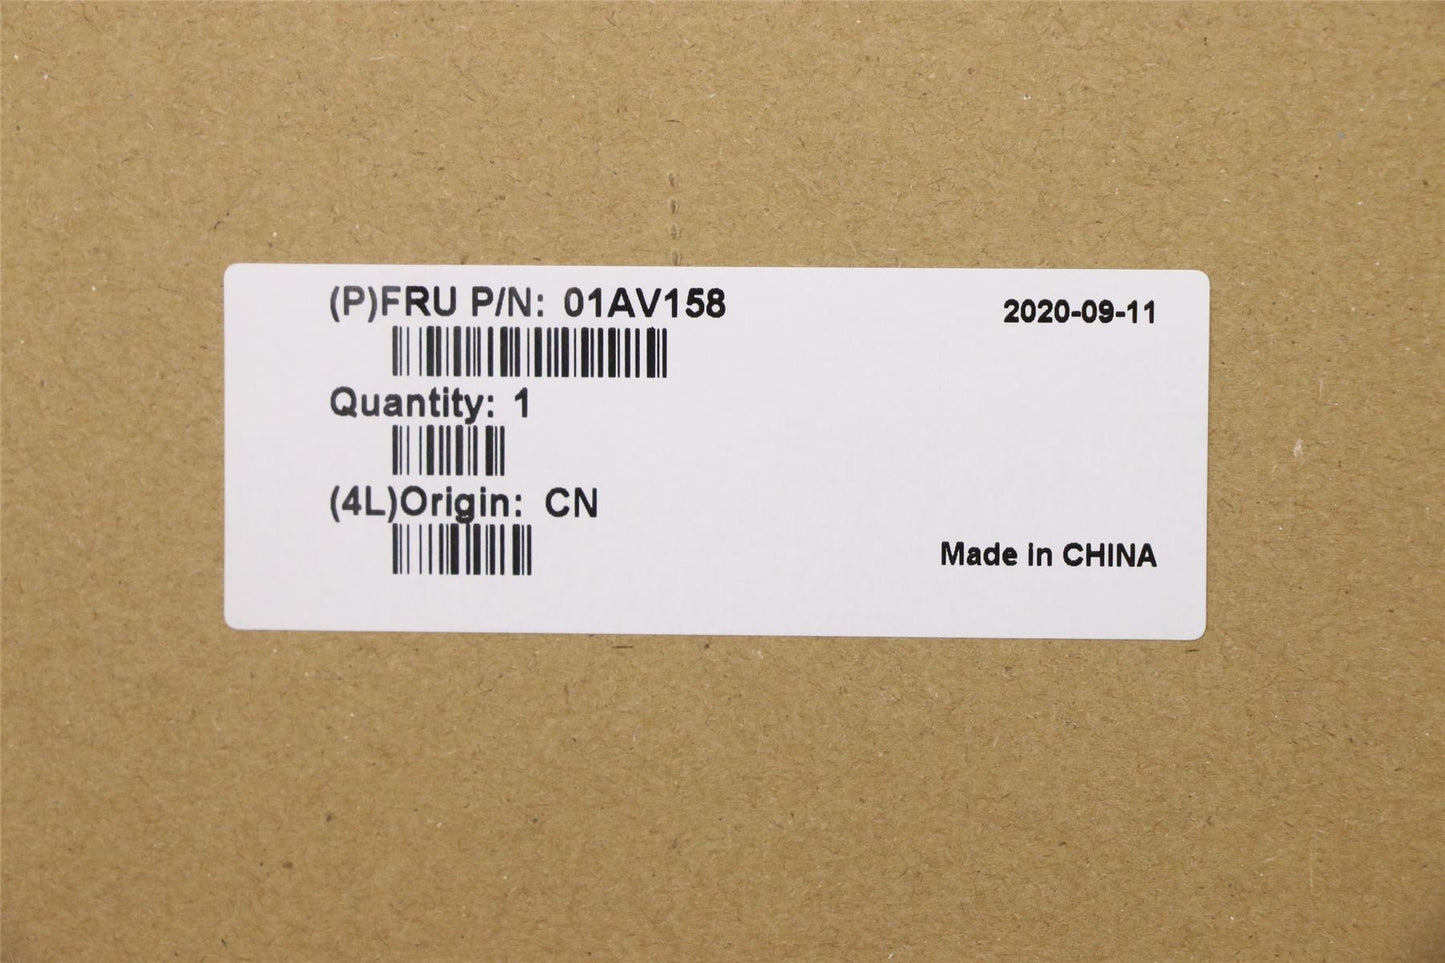 (P)FRU P/N: 01AV158
2020-09-11
Quantity: 1
(4L)Origin: CN
Made in CHINA